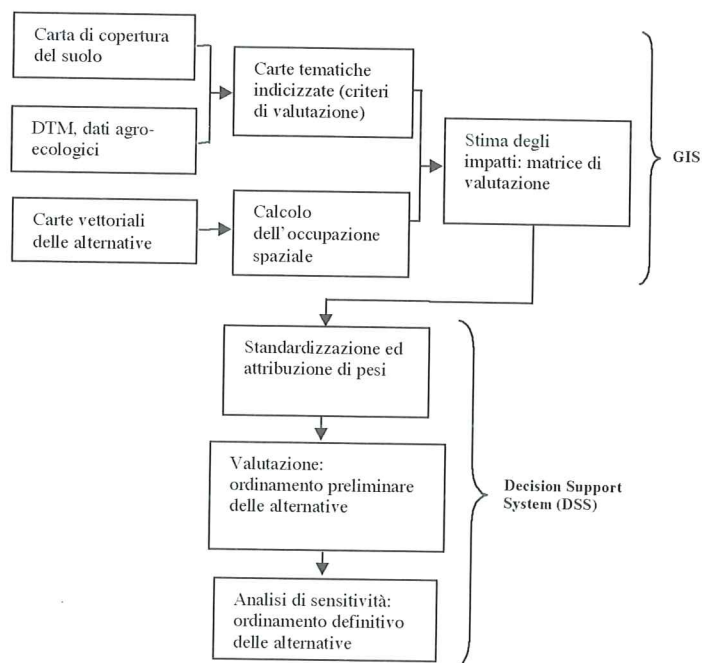 Carta di copertura
del suolo
DTM, dati agro-
ecologici
Carte vettoriali
delle alternative
Carte tematiche
indicizzate (criteri
di valutazione)
Calcolo
dell'occupazione
spaziale
Stima degli
impatti: matrice di
valutazione
GIS
Standardizzazione ed
attribuzione di pesi
Valutazione:
ordinamento preliminare
delle alternative
Analisi di sensitività:
ordinamento definitivo
delle alternative
Decision Support
System (DSS)